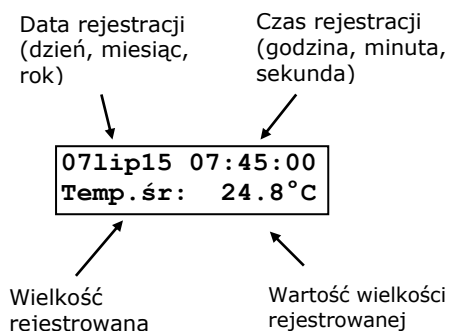 Data rejestracji
(dzień, miesiąc,
rok)
Czas rejestracji
(godzina, minuta,
sekunda)
07lip15 07:45:00
Temp.śr: 24.8°C
Wielkość
rejestrowana
Wartość wielkości
rejestrowanej